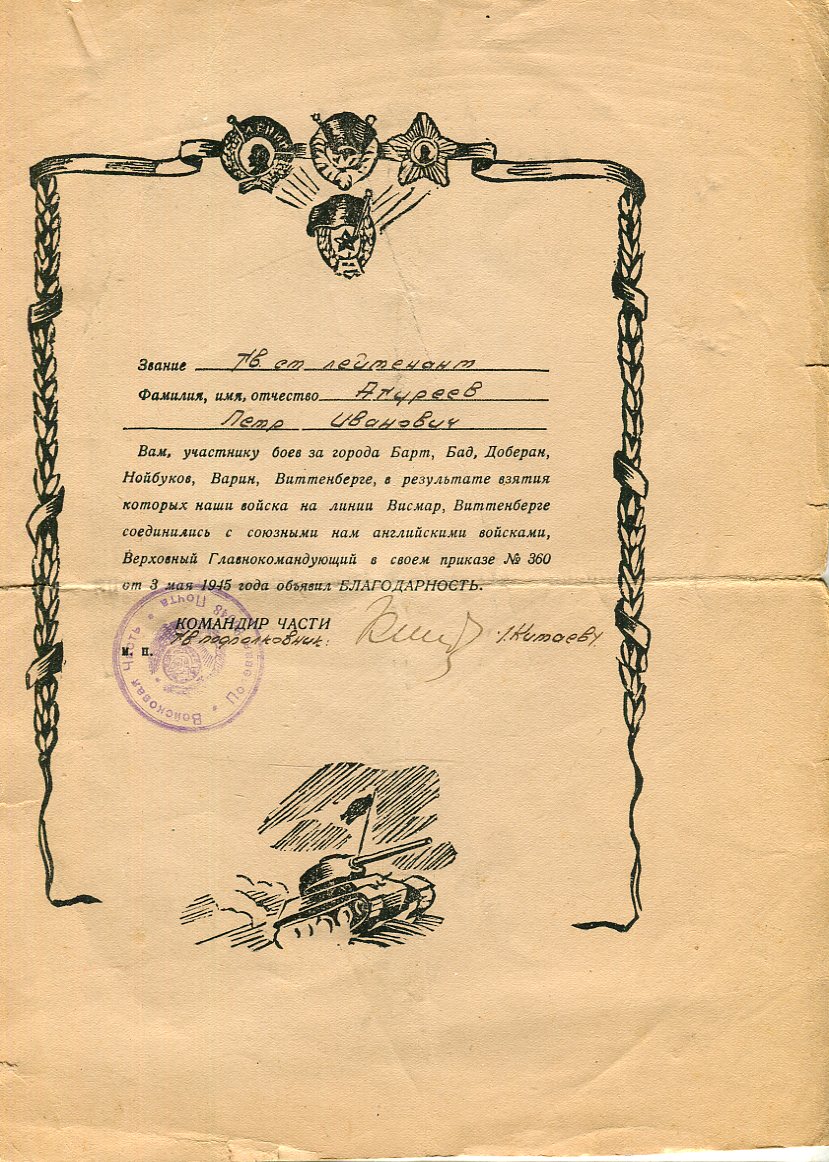 ЛЕНИН
Звание Гв. ст лейтенант
Фамилия, имя, отчество
Петр Иванович
Вам, участнику боев за города Барт, Бад, Доберан,
Нойбуков, Варин, Виттенберге, в результате взятия
которых наши войска на линии Висмар, Виттенберге
соединились с союзными нам английскими войсками,
Верховный Главнокомандующий в своем приказе № 360
от 3 мая 1945 года объявил БЛАГОДАРНОСТЬ.
КОМАНДИР ЧАСТИ
Гв подполковник: /Китаев/
м. п.
Войсковая часть * Полевая Почта